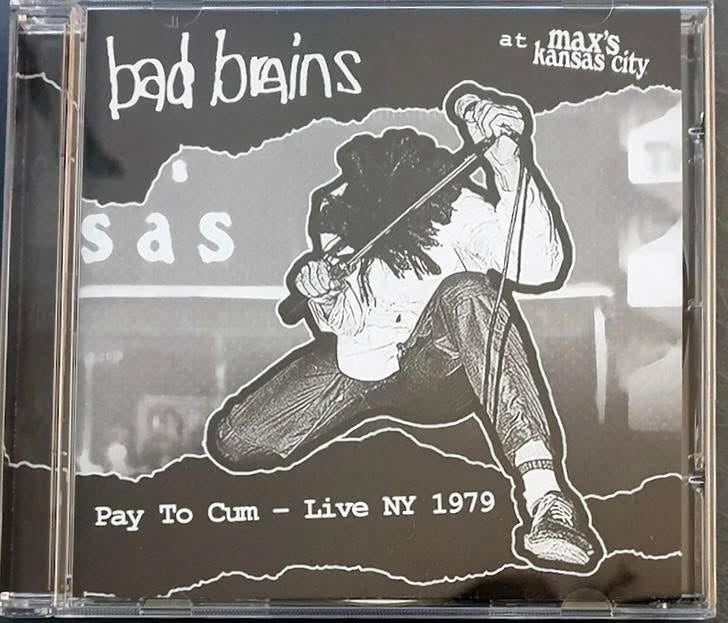 bad brains
at max's
kansas city
s
sas
Pay To Cum - Live NY 1979